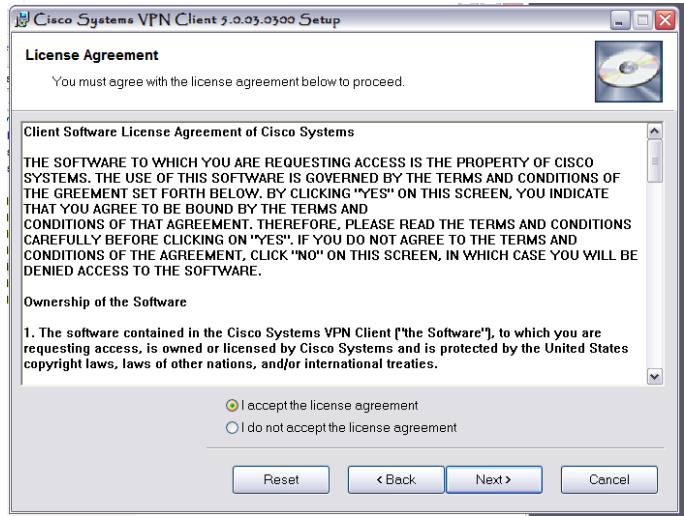 Cisco Systems VPN Client 5.0.03.0300 Setup
License Agreement
You must agree with the license agreement below to proceed.
Client Software License Agreement of Cisco Systems
THE SOFTWARE TO WHICH YOU ARE REQUESTING ACCESS IS THE PROPERTY OF CISCO
SYSTEMS. THE USE OF THIS SOFTWARE IS GOVERNED BY THE TERMS AND CONDITIONS OF
THE GREEMENT SET FORTH BELOW. BY CLICKING "YES" ON THIS SCREEN, YOU INDICATE
THAT YOU AGREE TO BE BOUND BY THE TERMS AND
CONDITIONS OF THAT AGREEMENT. THEREFORE, PLEASE READ THE TERMS AND CONDITIONS
CAREFULLY BEFORE CLICKING ON "YES". IF YOU DO NOT AGREE TO THE TERMS AND
CONDITIONS OF THE AGREEMENT, CLICK "NO" ON THIS SCREEN, IN WHICH CASE YOU WILL BE
DENIED ACCESS TO THE SOFTWARE.
Ownership of the Software
1. The software contained in the Cisco Systems VPN Client ("the Software"), to which you are
requesting access, is owned or licensed by Cisco Systems and is protected by the United States
copyright laws, laws of other nations, and/or international treaties.
I accept the license agreement
I do not accept the license agreement
Reset
< Back
Next >
Cancel